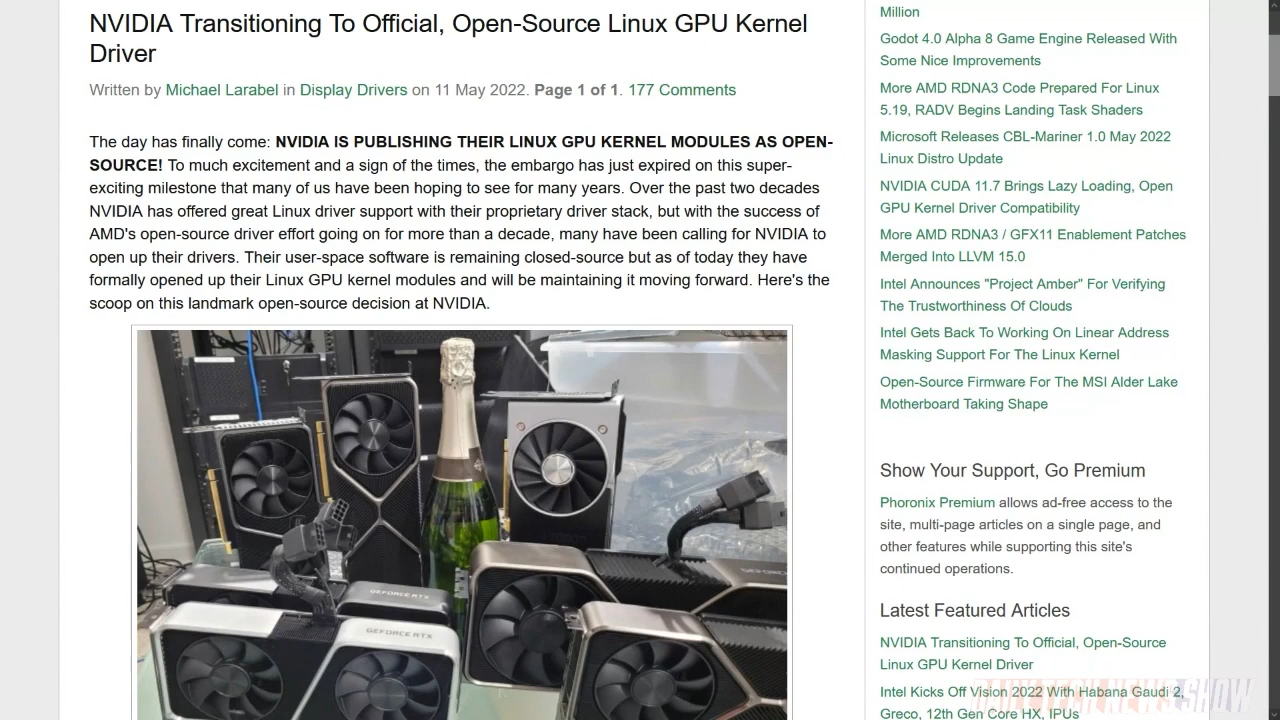 NVIDIA Transitioning To Official, Open-Source Linux GPU Kernel
Driver
Written by Michael Larabel in Display Drivers on 11 May 2022. Page 1 of 1. 177 Comments
The day has finally come: NVIDIA IS PUBLISHING THEIR LINUX GPU KERNEL MODULES AS OPEN-
SOURCE! To much excitement and a sign of the times, the embargo has just expired on this super-
exciting milestone that many of us have been hoping to see for many years. Over the past two decades
NVIDIA has offered great Linux driver support with their proprietary driver stack, but with the success of
AMD's open-source driver effort going on for more than a decade, many have been calling for NVIDIA to
open up their drivers. Their user-space software is remaining closed-source but as of today they have
formally opened up their Linux GPU kernel modules and will be maintaining it moving forward. Here's the
scoop on this landmark open-source decision at NVIDIA.
GEFORCE RTX
GEFORCE RTX
Million
Godot 4.0 Alpha 8 Game Engine Released With
Some Nice Improvements
More AMD RDNA3 Code Prepared For Linux
5.19, RADV Begins Landing Task Shaders
Microsoft Releases CBL-Mariner 1.0 May 2022
Linux Distro Update
NVIDIA CUDA 11.7 Brings Lazy Loading, Open
GPU Kernel Driver Compatibility
More AMD RDNA3 / GFX11 Enablement Patches
Merged Into LLVM 15.0
Intel Announces "Project Amber" For Verifying
The Trustworthiness Of Clouds
Intel Gets Back To Working On Linear Address
Masking Support For The Linux Kernel
Open-Source Firmware For The MSI Alder Lake
Motherboard Taking Shape
Show Your Support, Go Premium
Phoronix Premium allows ad-free access to the
site, multi-page articles on a single page, and
other features while supporting this site's
continued operations.
Latest Featured Articles
NVIDIA Transitioning To Official, Open-Source
Linux GPU Kernel Driver
Intel Kicks Off Vision 2022 With Habana Gaudi 2,
Greco, 12th Gen Core HX, IPUs
DAILY TECH NEWS SHOW